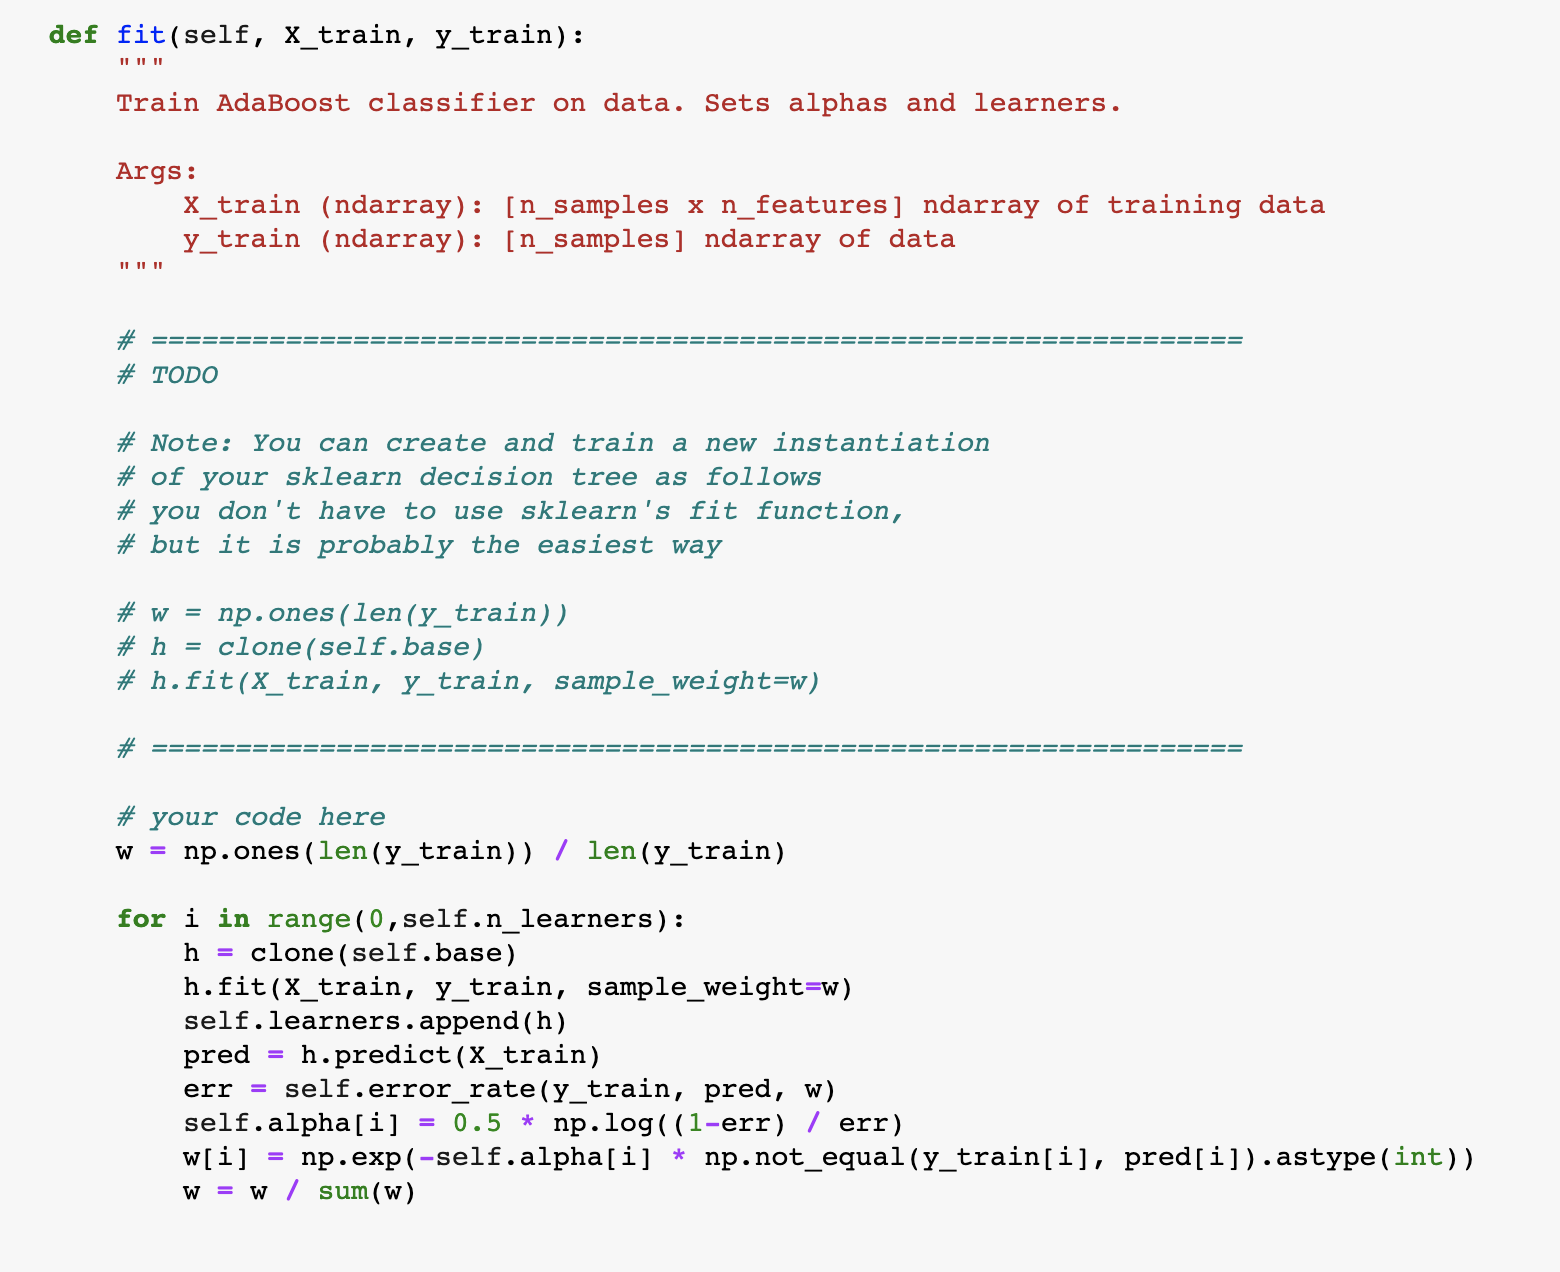 def fit(self, X_train, y_train):
    """
    Train AdaBoost classifier on data. Sets alphas and learners.

    Args:
        X_train (ndarray): [n_samples x n_features] ndarray of training data
        y_train (ndarray): [n_samples] ndarray of data
    """

    # =================================================================
    # TODO

    # Note: You can create and train a new instantiation
    # of your sklearn decision tree as follows
    # you don't have to use sklearn's fit function,
    # but it is probably the easiest way

    # w = np.ones(len(y_train))
    # h = clone(self.base)
    # h.fit(X_train, y_train, sample_weight=w)

    # =================================================================

    # your code here
    w = np.ones(len(y_train)) / len(y_train)

    for i in range(0,self.n_learners):
        h = clone(self.base)
        h.fit(X_train, y_train, sample_weight=w)
        self.learners.append(h)
        pred = h.predict(X_train)
        err = self.error_rate(y_train, pred, w)
        self.alpha[i] = 0.5 * np.log((1-err) / err)
        w[i] = np.exp(-self.alpha[i] * np.not_equal(y_train[i], pred[i]).astype(int))
        w = w / sum(w)